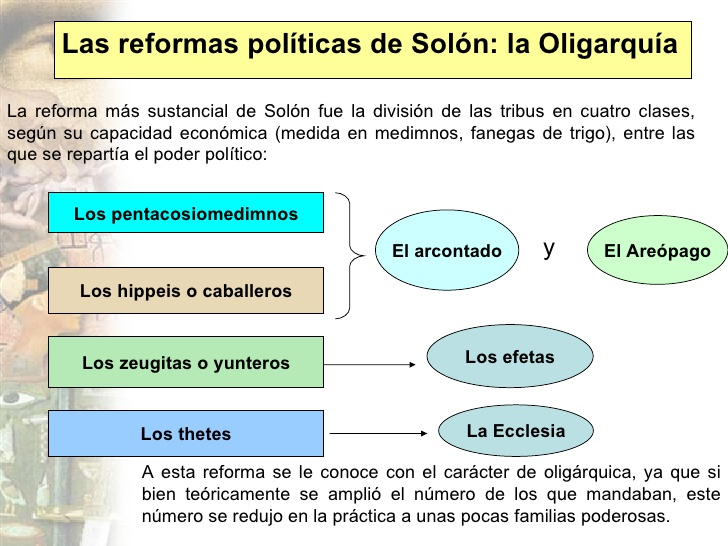 Las reformas políticas de Solón: la Oligarquía
La reforma más sustancial de Solón fue la división de las tribus en cuatro clases,
según su capacidad económica (medida en medimnos, fanegas de trigo), entre las
que se repartía el poder político:
Los pentacosiomedimnos
El arcontado
y
El Areópago
Los hippeis o caballeros
Los zeugitas o yunteros
Los efetas
Los thetes
La Ecclesia
A esta reforma se le conoce con el carácter de oligárquica, ya que si
bien teóricamente se amplió el número de los que mandaban, este
número se redujo en la práctica a unas pocas familias poderosas.